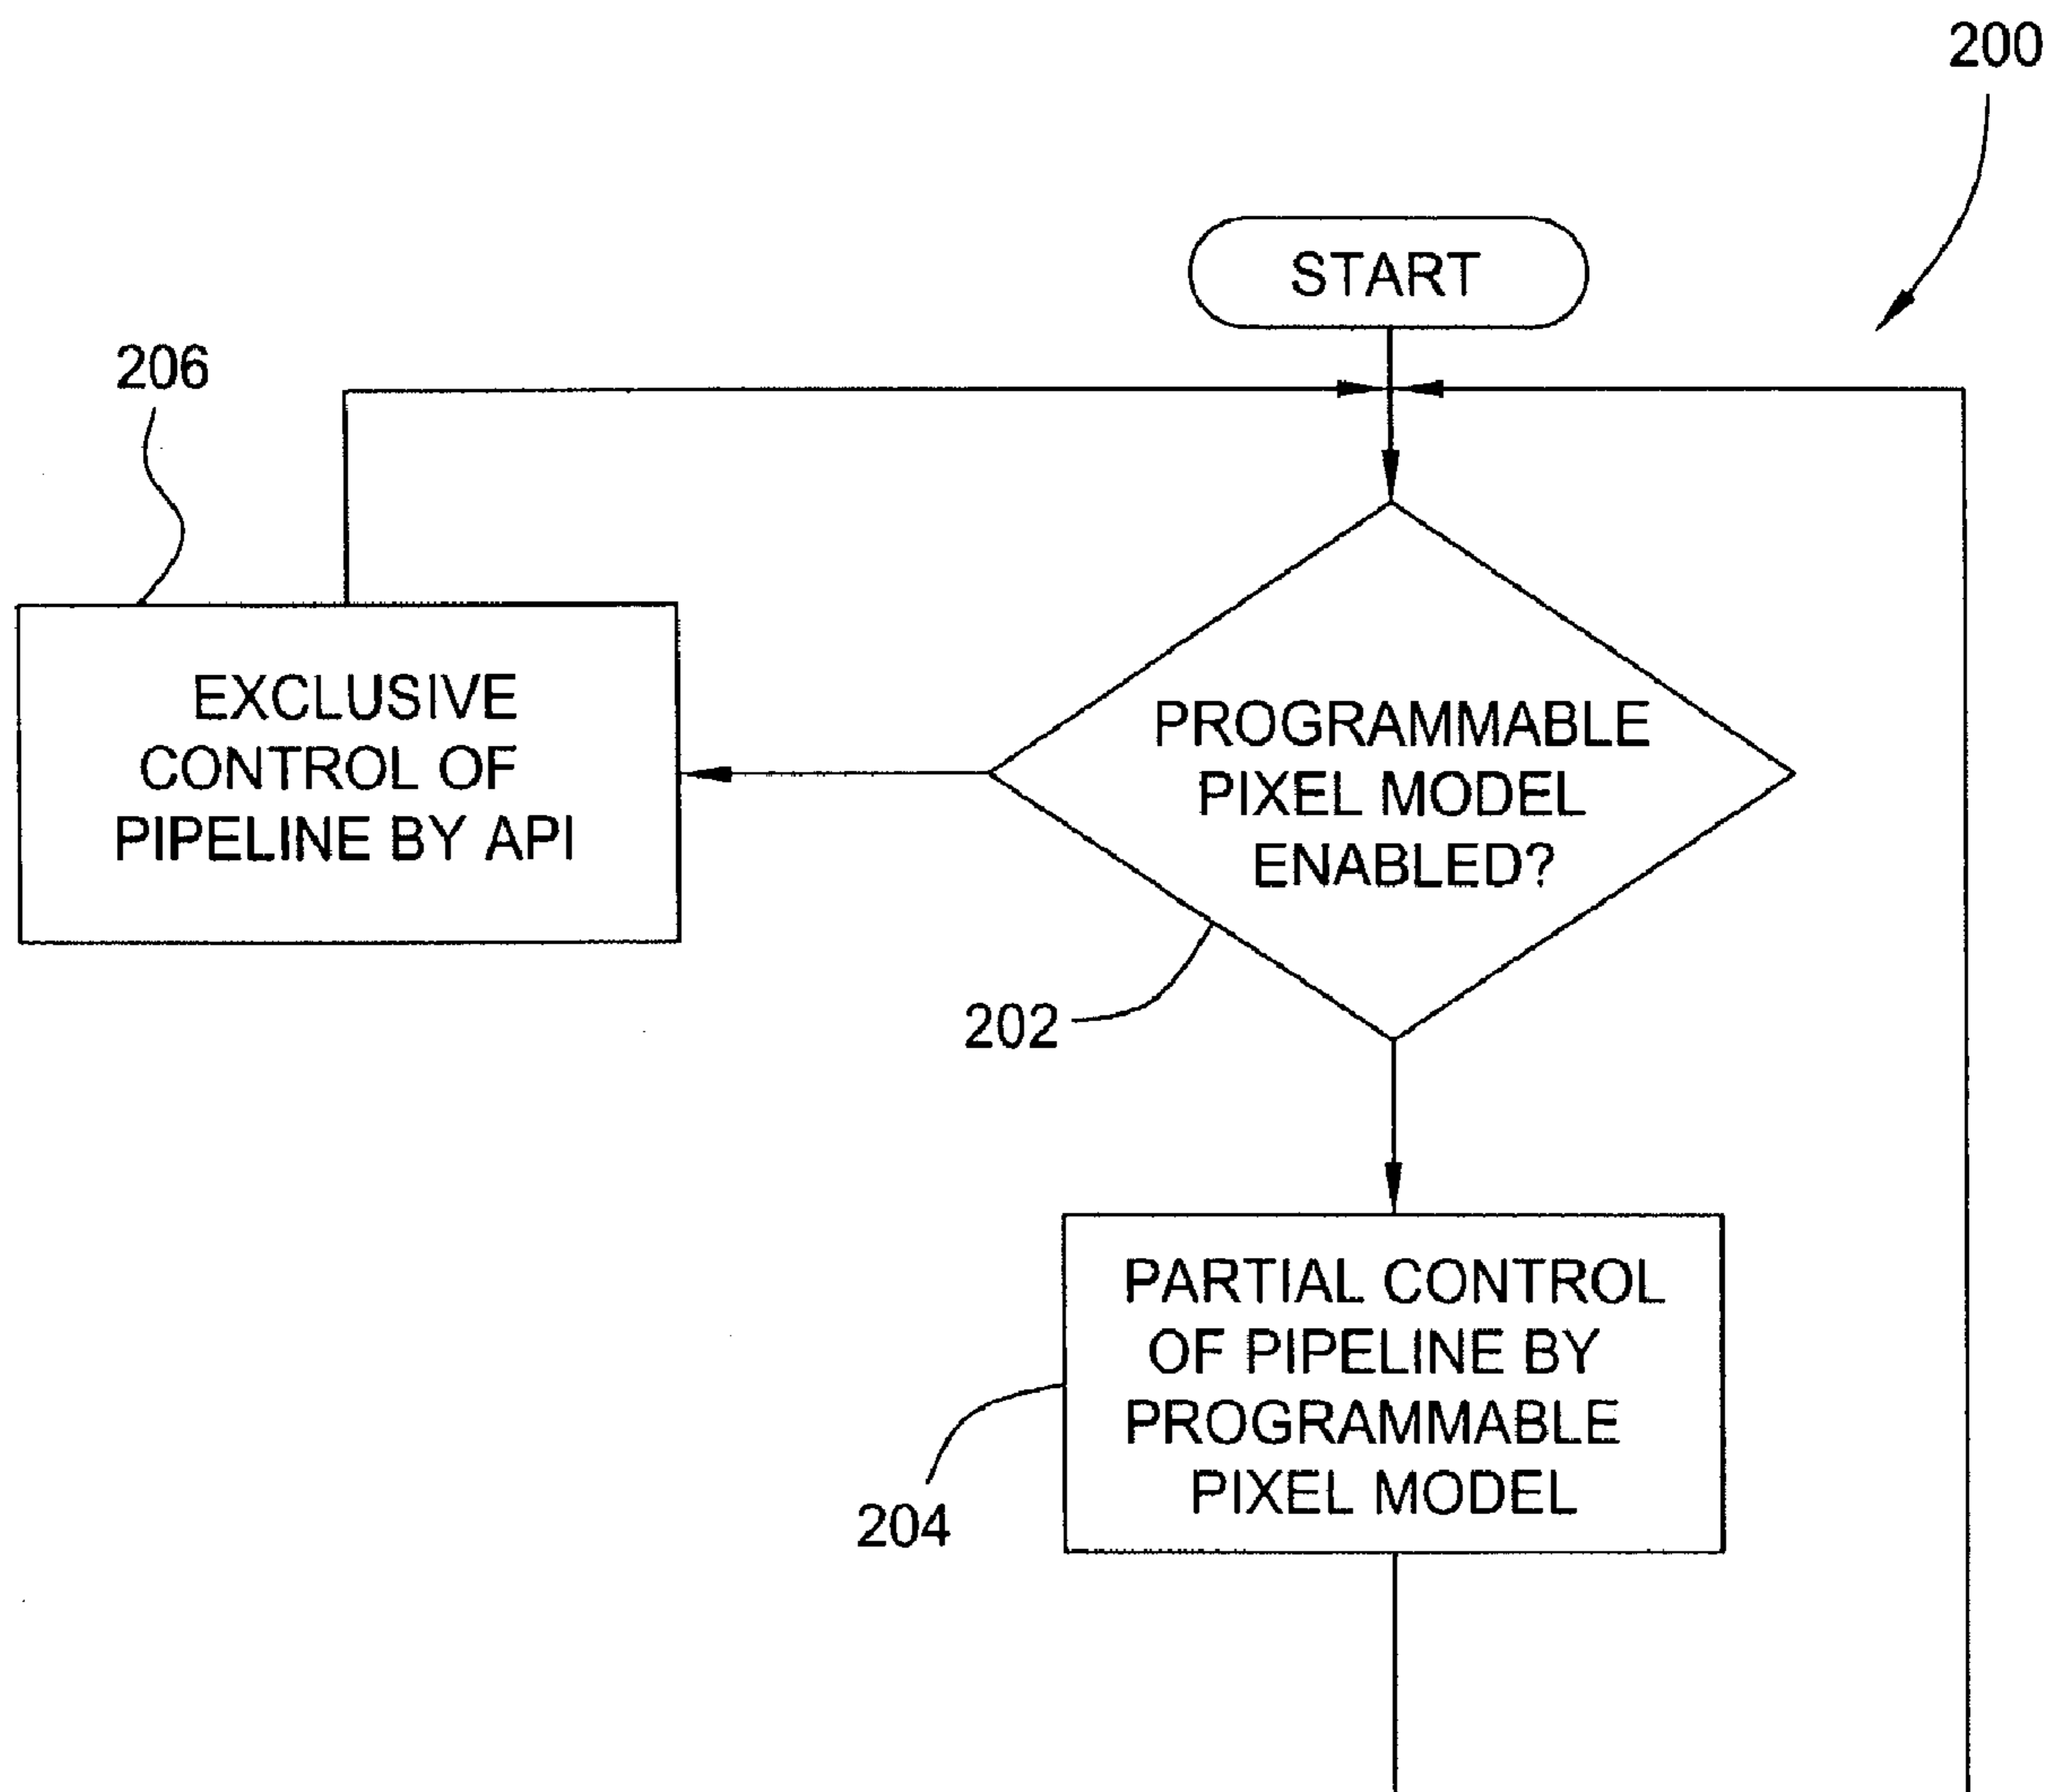 200
START
206
EXCLUSIVE
CONTROL OF
PIPELINE BY API
PROGRAMMABLE
PIXEL MODEL
ENABLED?
202
PARTIAL CONTROL
OF PIPELINE BY
PROGRAMMABLE
PIXEL MODEL
204